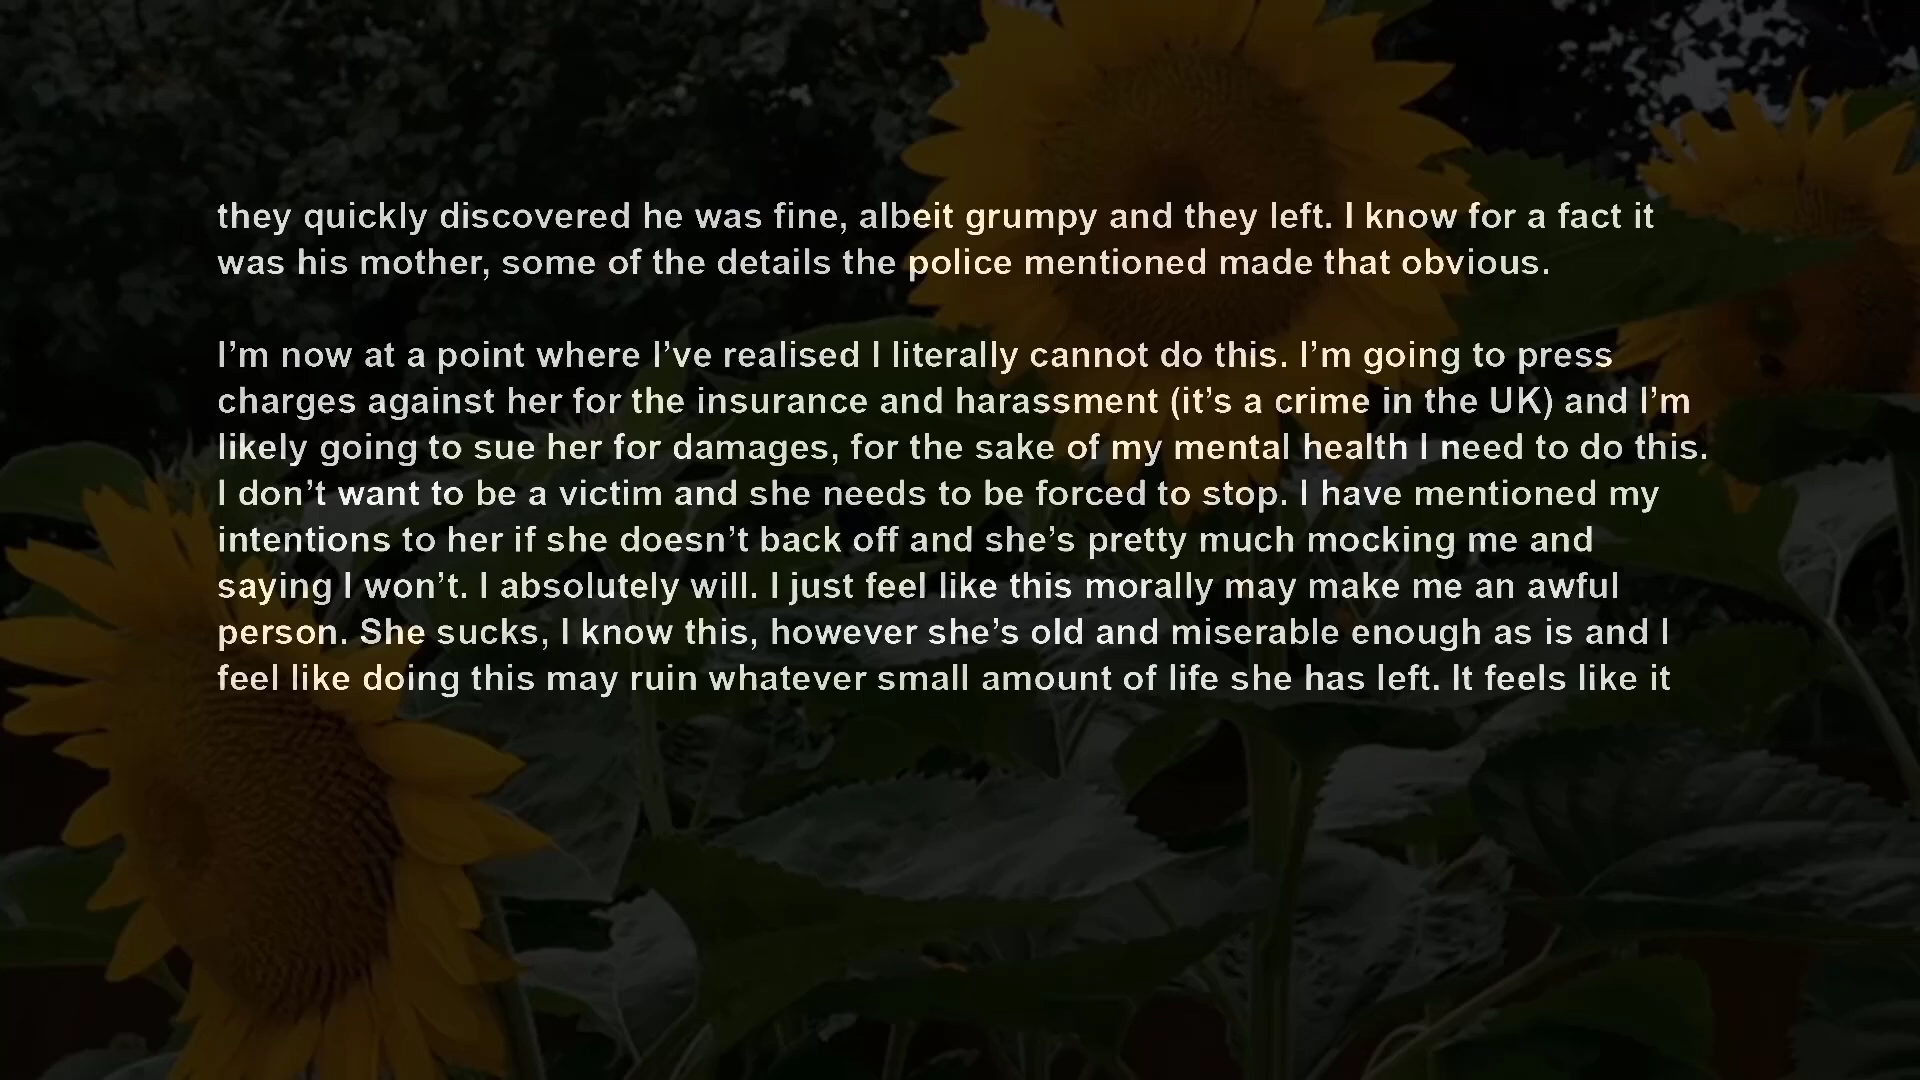 they quickly discovered he was fine, albeit grumpy and they left. I know for a fact it
was his mother, some of the details the police mentioned made that obvious.
I’m now at a point where I’ve realised I literally cannot do this. I’m going to press
charges against her for the insurance and harassment (it’s a crime in the UK) and I’m
likely going to sue her for damages, for the sake of my mental health I need to do this.
I don’t want to be a victim and she needs to be forced to stop. I have mentioned my
intentions to her if she doesn’t back off and she’s pretty much mocking me and
saying I won’t. I absolutely will. I just feel like this morally may make me an awful
person. She sucks, I know this, however she’s old and miserable enough as is and I
feel like doing this may ruin whatever small amount of life she has left. It feels like it